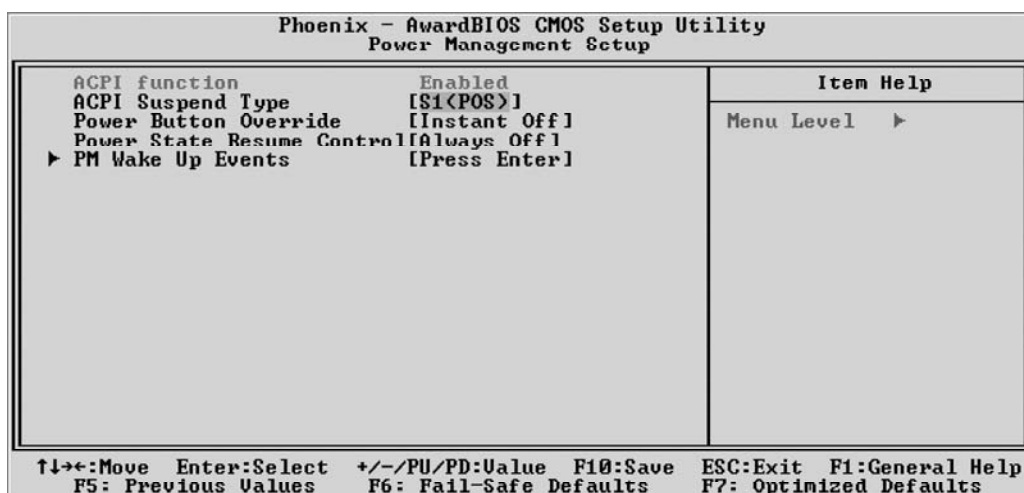 Phoenix - AwardBIOS CMOS Setup Utility
Power Management Setup
ACPI function Enabled
ACPI Suspend Type [S1(POS)]
Power Button Override [Instant Off]
Power State Resume Control[Always Off]
▶ PM Wake Up Events [Press Enter]
Item Help
Menu Level ▶
↑↓→←:Move Enter:Select +/-/PU/PD:Value F10:Save ESC:Exit F1:General Help
F5: Previous Values F6: Fail-Safe Defaults F7: Optimized Defaults